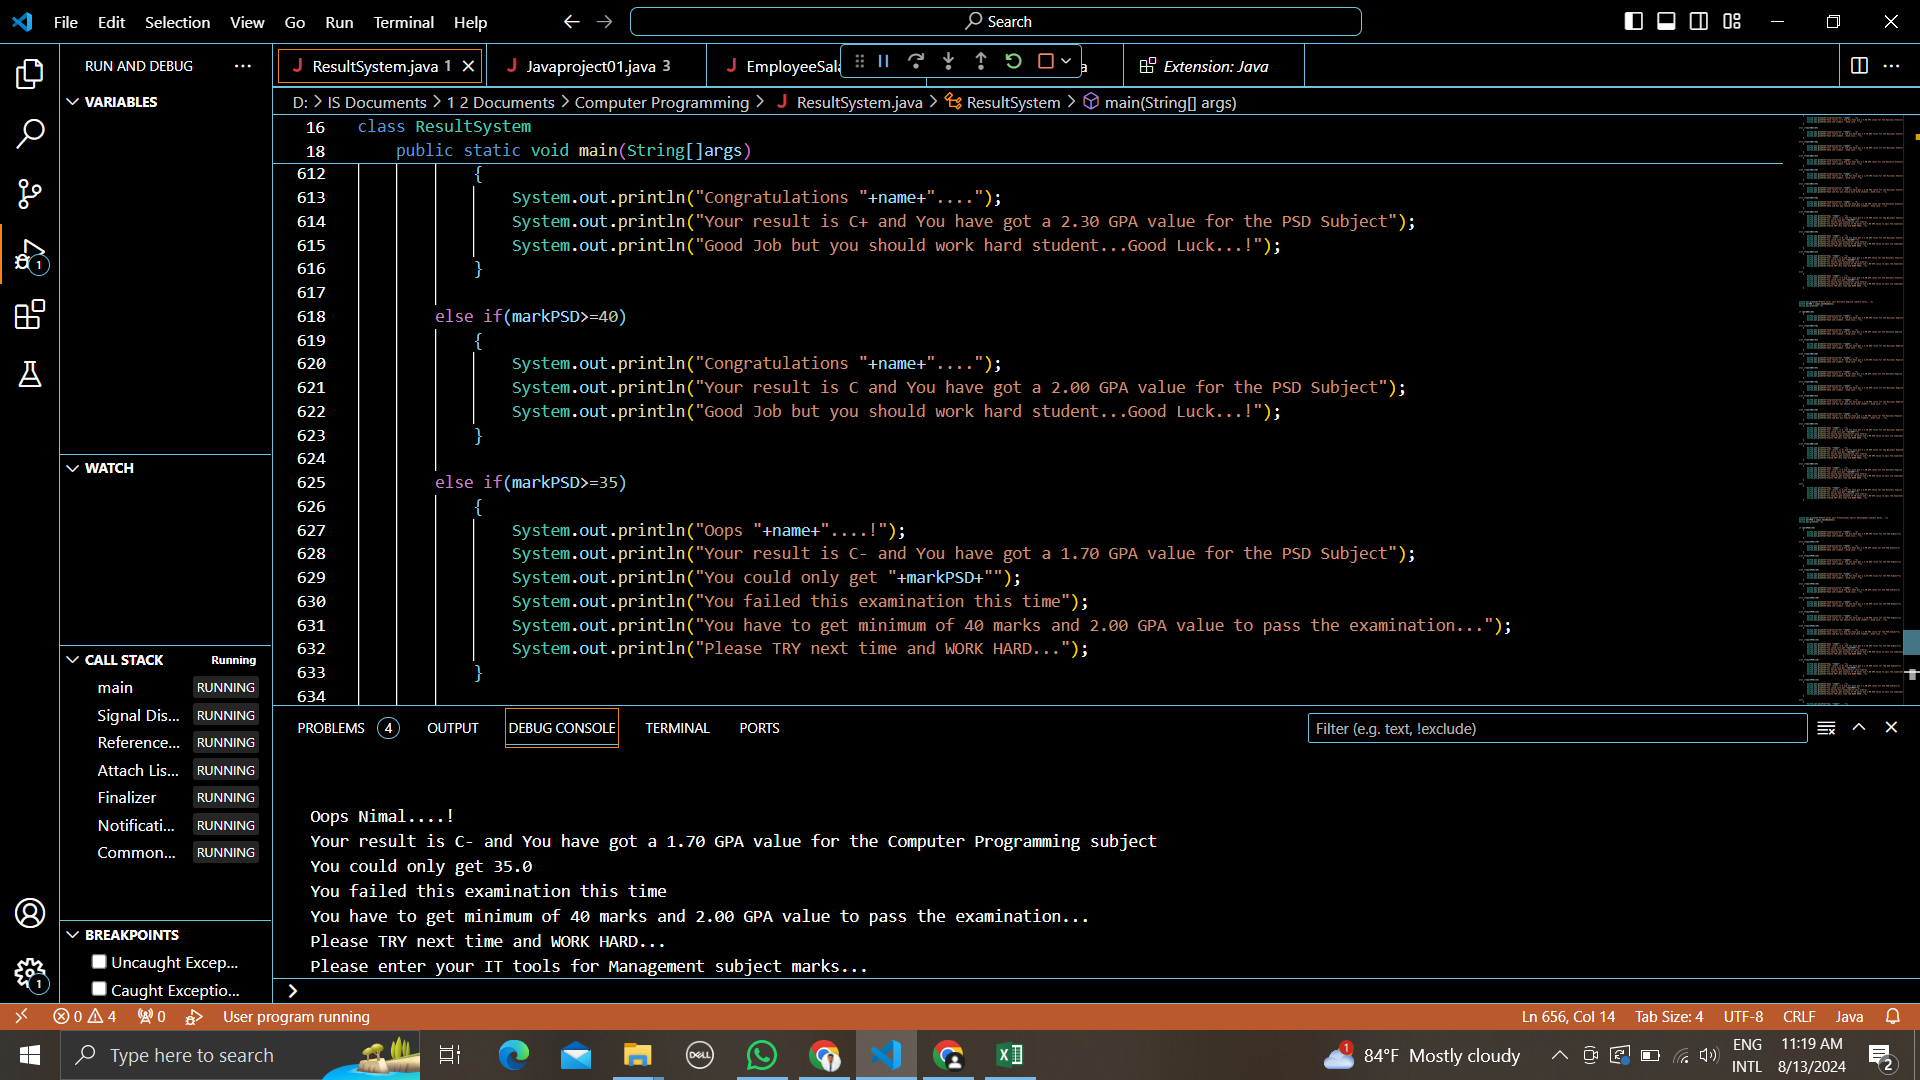 File Edit Selection View Go Run Terminal Help
Search
RUN AND DEBUG
ResultSystem.java 1
Javaproject01.java 3
EmployeeSala
a
Extension: Java
D: > IS Documents > 1 2 Documents > Computer Programming > ResultSystem.java > ResultSystem > main(String[] args)
VARIABLES
WATCH
CALL STACK Running
main RUNNING
Signal Dis... RUNNING
Reference... RUNNING
Attach Lis... RUNNING
Finalizer RUNNING
Notificati... RUNNING
Common... RUNNING
BREAKPOINTS
Uncaught Excep...
Caught Exceptio...
1
1
16 class ResultSystem
18 public static void main(String[]args)
612 {
613 System.out.println("Congratulations "+name+"....");
614 System.out.println("Your result is C+ and You have got a 2.30 GPA value for the PSD Subject");
615 System.out.println("Good Job but you should work hard student...Good Luck...!");
616 }
617
618 else if(markPSD>=40)
619 {
620 System.out.println("Congratulations "+name+"....");
621 System.out.println("Your result is C and You have got a 2.00 GPA value for the PSD Subject");
622 System.out.println("Good Job but you should work hard student...Good Luck...!");
623 }
624
625 else if(markPSD>=35)
626 {
627 System.out.println("Oops "+name+"....!");
628 System.out.println("Your result is C- and You have got a 1.70 GPA value for the PSD Subject");
629 System.out.println("You could only get "+markPSD+"");
630 System.out.println("You failed this examination this time");
631 System.out.println("You have to get minimum of 40 marks and 2.00 GPA value to pass the examination...");
632 System.out.println("Please TRY next time and WORK HARD...");
633 }
634
PROBLEMS 4 OUTPUT DEBUG CONSOLE TERMINAL PORTS
Filter (e.g. text, !exclude)
Oops Nimal....!
Your result is C- and You have got a 1.70 GPA value for the Computer Programming subject
You could only get 35.0
You failed this examination this time
You have to get minimum of 40 marks and 2.00 GPA value to pass the examination...
Please TRY next time and WORK HARD...
Please enter your IT tools for Management subject marks...
0 4 0 User program running
Ln 656, Col 14 Tab Size: 4 UTF-8 CRLF Java
Type here to search
DELL
1
84°F Mostly cloudy
ENG
INTL
11:19 AM
8/13/2024
2